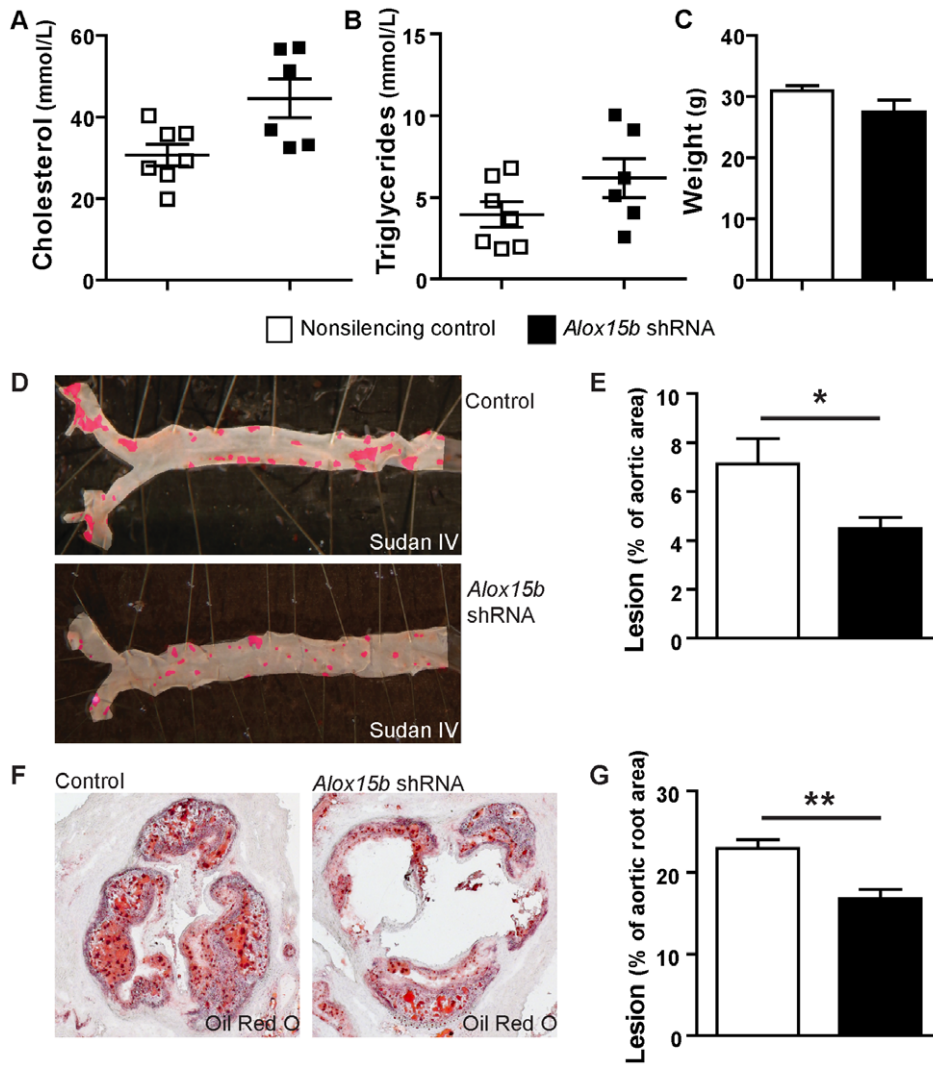 A
Cholesterol (mmol/L)
60
40
20
0
B
Triglycerides (mmol/L)
15
10
5
0
C
Weight (g)
40
30
20
10
0
Nonsilencing control
Alox15b shRNA
D
Control
Sudan IV
Alox15b
shRNA
Sudan IV
E
Lesion (% of aortic area)
10
8
6
4
2
0
*
F
Control
Oil Red O
Alox15b shRNA
Oil Red O
G
Lesion (% of aortic root area)
30
20
10
0
**